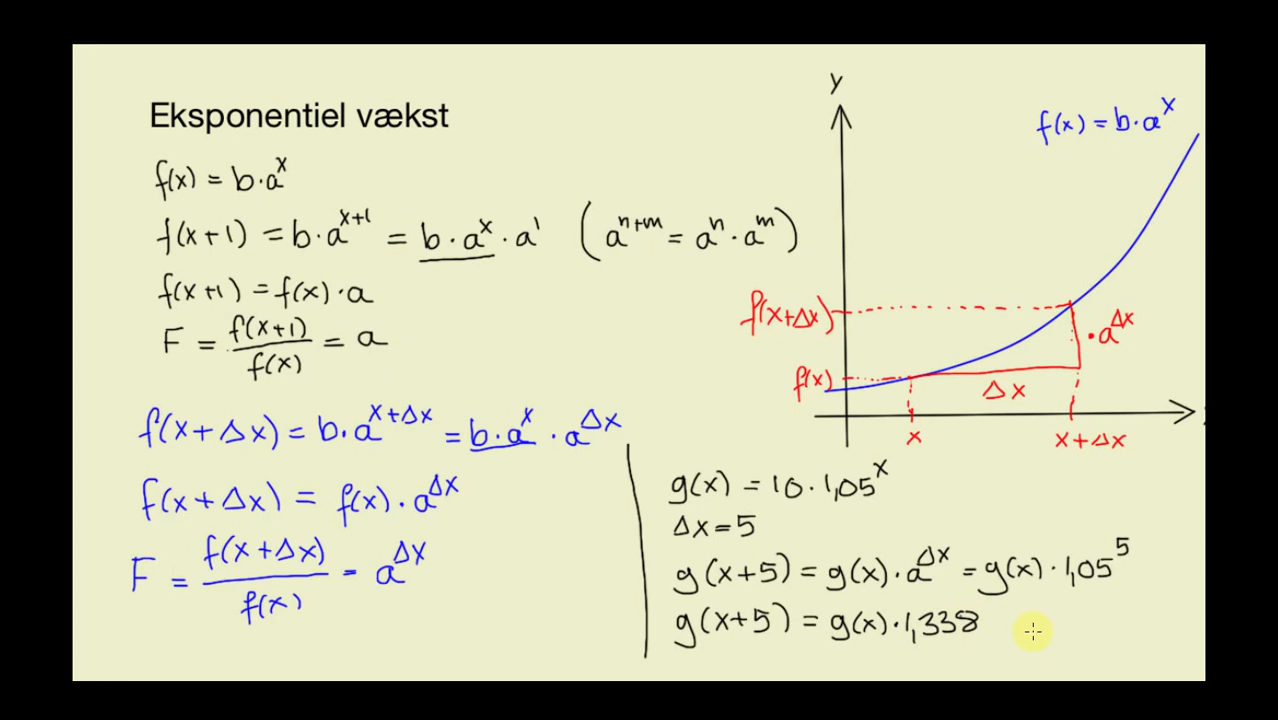 Eksponentiel vækst
f(x) = b·a^x
f(x+1) = b·a^(x+1) = b·a^x · a^1 (a^(n+m) = a^n · a^m)
f(x+1) = f(x)·a
F = f(x+1)/f(x) = a
f(x+Δx) = b·a^(x+Δx) = b·a^x · a^Δx
f(x+Δx) = f(x)·a^Δx
F = f(x+Δx)/f(x) = a^Δx
y
f(x) = b·a^x
f(x+Δx)
·a^Δx
f(x)
Δx
x
x+Δx
g(x) = 10·1,05^x
Δx = 5
g(x+5) = g(x)·a^Δx = g(x)·1,05^5
g(x+5) = g(x)·1,338